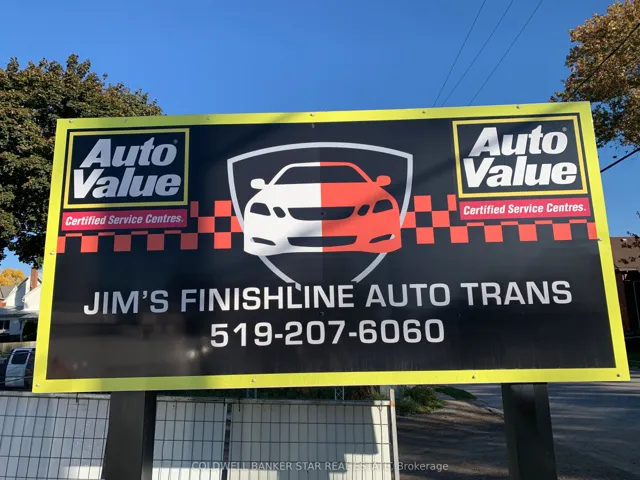 Auto
Value
Certified Service Centres.
Auto
Value
Certified Service Centres.
JIM'S FINISHLINE AUTO TRANS
519-207-6060
COLDWELL BANKER STAR REAL ESTATE, Brokerage